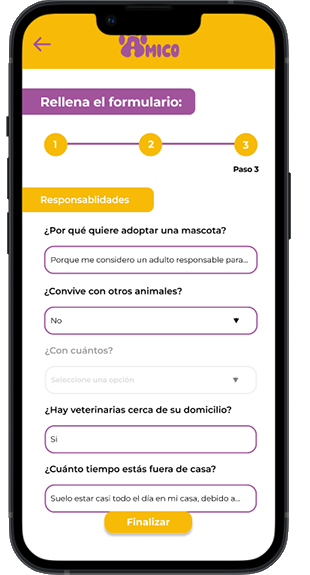 AMICO
Rellena el formulario:
1 2 3
Paso 3
Responsablidades
¿Por qué quiere adoptar una mascota?
Porque me considero un adulto responsable para...
¿Convive con otros animales?
No
¿Con cuántos?
Seleccione una opción
¿Hay veterinarias cerca de su domicilio?
Si
¿Cuánto tiempo estás fuera de casa?
Suelo estar casi todo el día en mi casa, debido a...
Finalizar